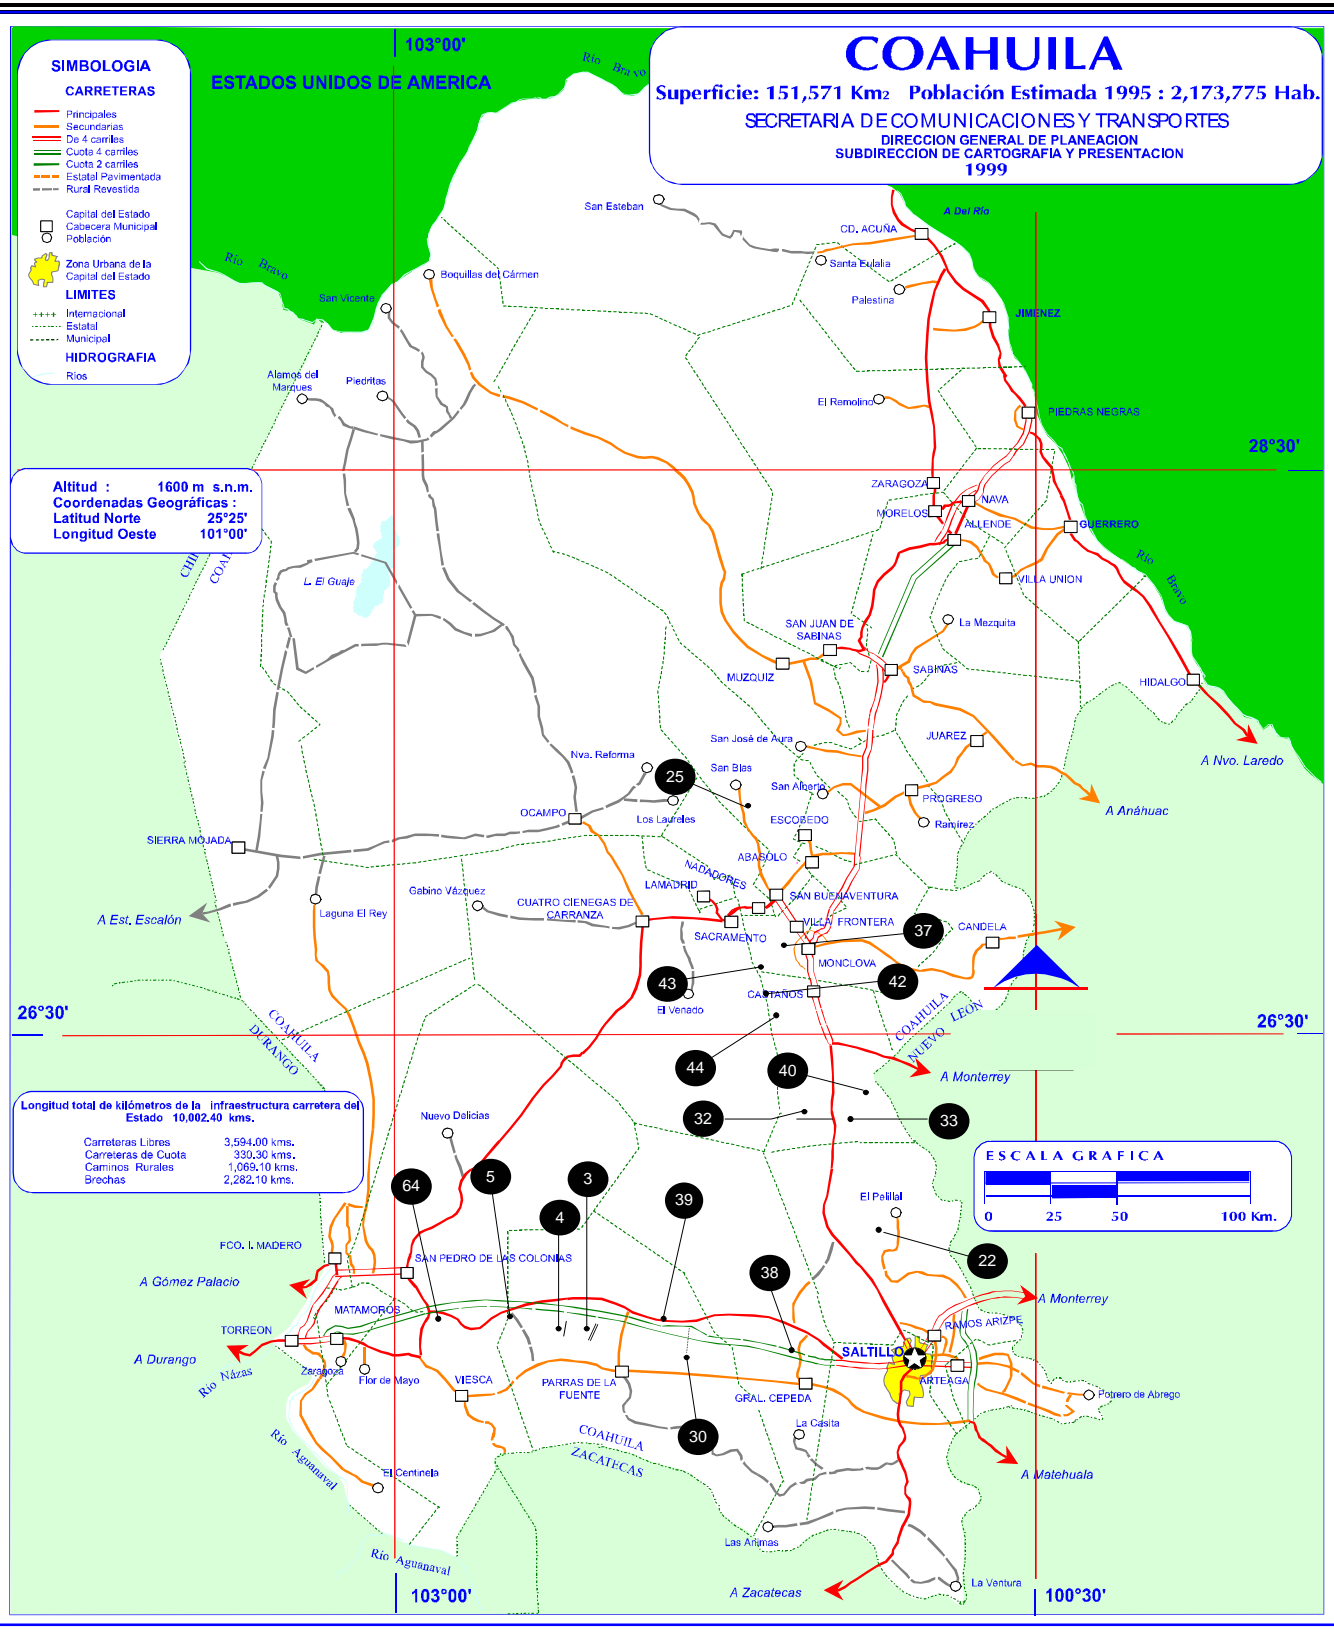 COAHUILA
Superficie: 151,571 Km2 Población Estimada 1995 : 2,173,775 Hab.
SECRETARIA DE COMUNICACIONES Y TRANSPORTES
DIRECCION GENERAL DE PLANEACION
SUBDIRECCION DE CARTOGRAFIA Y PRESENTACION
1999
SIMBOLOGIA
CARRETERAS
Principales
Secundarias
De 4 carriles
Cuota 4 carriles
Cuota 2 carriles
Estatal Pavimentada
Rural Revestida
Capital del Estado
Cabecera Municipal
Población
Zona Urbana de la
Capital del Estado
LIMITES
Internacional
Estatal
Municipal
HIDROGRAFIA
Rios
103°00'
ESTADOS UNIDOS DE AMERICA
Río Bravo
San Esteban
CD. ACUÑA
A Del Río
Santa Eulalia
Palestina
Río Bravo
Boquillas del Cármen
San Vicente
JIMENEZ
Alamos del
Marques
Piedritas
El Remolino
PIEDRAS NEGRAS
28°30'
Altitud : 1600 m s.n.m.
Coordenadas Geográficas :
Latitud Norte 25°25'
Longitud Oeste 101°00'
ZARAGOZA
NAVA
MORELOS
ALLENDE
GUERRERO
Río Bravo
L. El Guaje
VILLA UNION
La Mezquita
SAN JUAN DE
SABINAS
MUZQUIZ
SABINAS
HIDALGO
A Nvo. Laredo
San José de Aura
JUAREZ
Nva. Reforma
25
San Blas
San Alberto
PROGRESO
A Anáhuac
Los Laureles
OCAMPO
ESCOBEDO
Ramírez
SIERRA MOJADA
ABASOLO
NADADORES
LAMADRID
Gabino Vázquez
CUATRO CIENEGAS DE
CARRANZA
SAN BUENAVENTURA
A Est. Escalón
Laguna El Rey
VILLA FRONTERA
SACRAMENTO
37
CANDELA
MONCLOVA
43
42
El Venado
CASTAÑOS
26°30'
COAHUILA
DURANGO
COAHUILA
NUEVO LEON
26°30'
44
40
A Monterrey
Longitud total de kilómetros de la infraestructura carretera del
Estado 10,002.40 kms.
Carreteras Libres 3,594.00 kms.
Carreteras de Cuota 330.30 kms.
Caminos Rurales 1,069.10 kms.
Brechas 2,282.10 kms.
Nuevo Delicias
32
33
ESCALA GRAFICA
0 25 50 100 Km.
64
5
3
39
4
El Pelillal
22
FCO. I. MADERO
SAN PEDRO DE LAS COLONIAS
A Gómez Palacio
38
A Monterrey
MATAMOROS
RAMOS ARIZPE
TORREON
SALTILLO
A Durango
Río Názas
Zaragoza
Flor de Mayo
VIESCA
PARRAS DE LA
FUENTE
GRAL. CEPEDA
ARTEAGA
Potrero de Abrego
30
La Casita
COAHUILA
ZACATECAS
Río Aguanaval
El Centinela
A Matehuala
Las Animas
Río Aguanaval
La Ventura
A Zacatecas
103°00'
100°30'